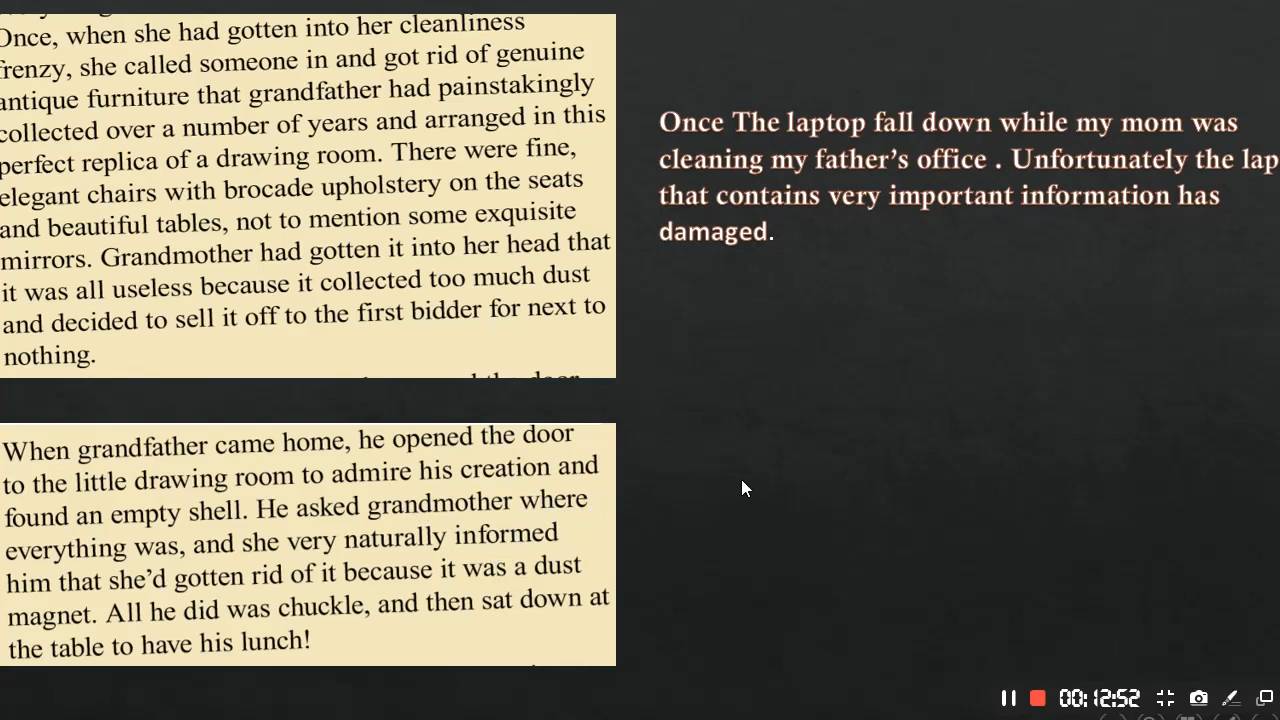 Once, when she had gotten into her cleanliness
frenzy, she called someone in and got rid of genuine
antique furniture that grandfather had painstakingly
collected over a number of years and arranged in this
perfect replica of a drawing room. There were fine,
elegant chairs with brocade upholstery on the seats
and beautiful tables, not to mention some exquisite
mirrors. Grandmother had gotten it into her head that
it was all useless because it collected too much dust
and decided to sell it off to the first bidder for next to
nothing.
When grandfather came home, he opened the door
to the little drawing room to admire his creation and
found an empty shell. He asked grandmother where
everything was, and she very naturally informed
him that she’d gotten rid of it because it was a dust
magnet. All he did was chuckle, and then sat down at
the table to have his lunch!
Once The laptop fall down while my mom was
cleaning my father’s office . Unfortunately the lap
that contains very important information has
damaged.
00:12:52